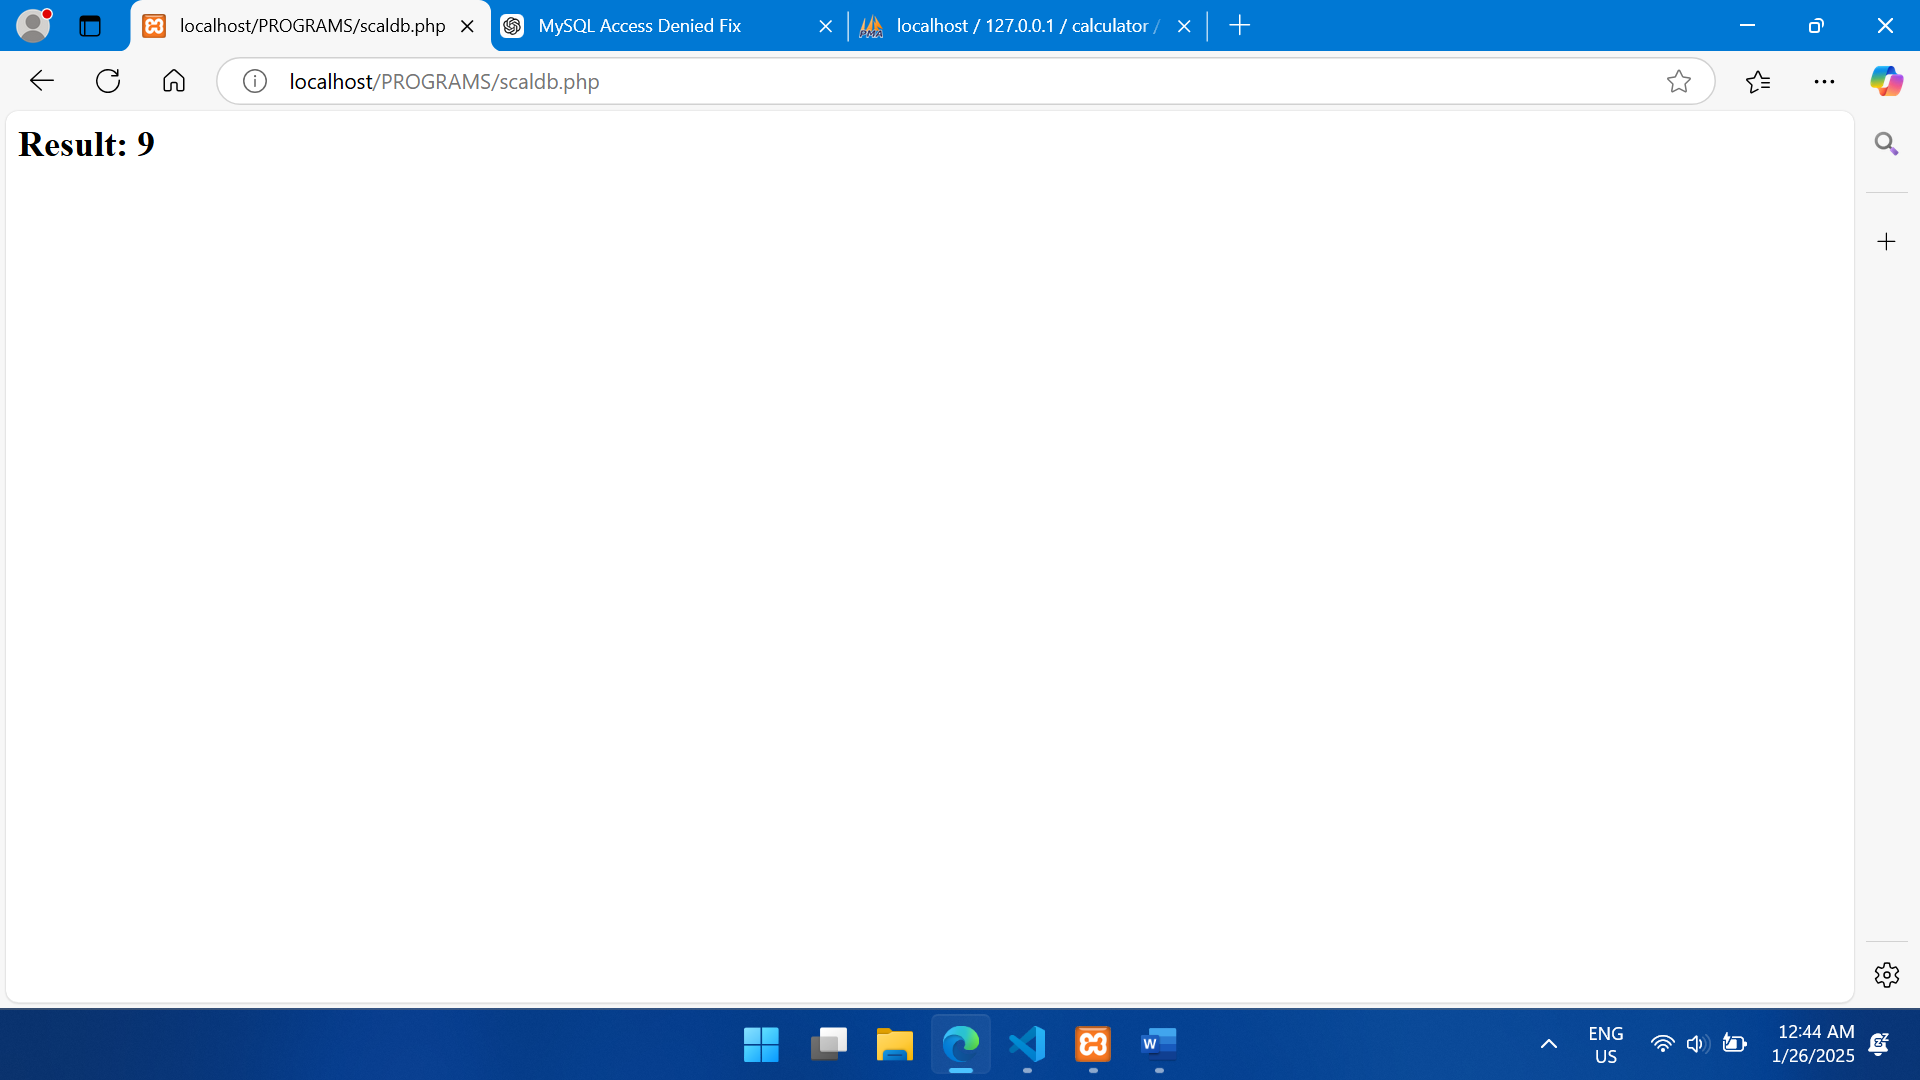 localhost/PROGRAMS/scaldb.php
MySQL Access Denied Fix
localhost / 127.0.0.1 / calculator /
localhost/PROGRAMS/scaldb.php
Result: 9
ENG
US
12:44 AM
1/26/2025